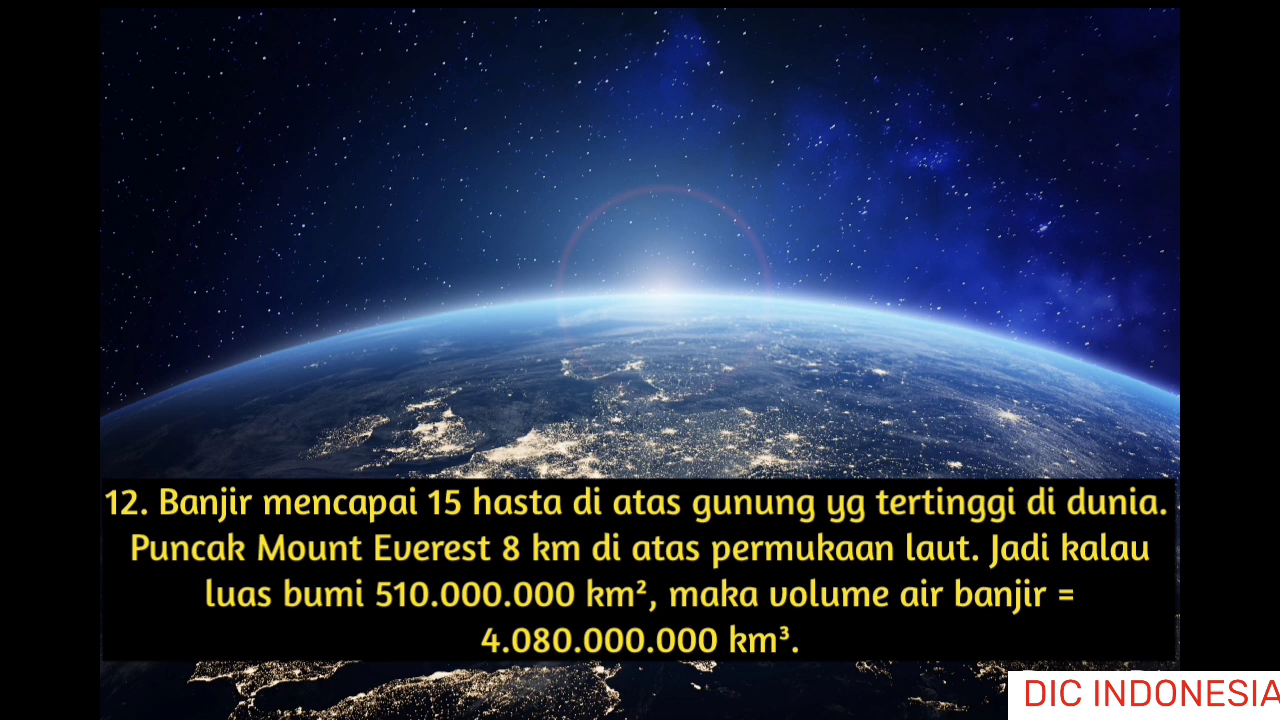 12. Banjir mencapai 15 hasta di atas gunung yg tertinggi di dunia.
Puncak Mount Everest 8 km di atas permukaan laut. Jadi kalau
luas bumi 510.000.000 km², maka volume air banjir =
4.080.000.000 km³.
DIC INDONESIA